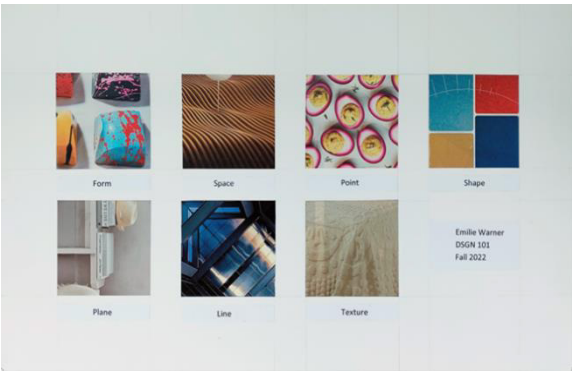 Form
Space
Point
Shape
Plane
Line
Texture
Emilie Warner
DSGN 101
Fall 2022